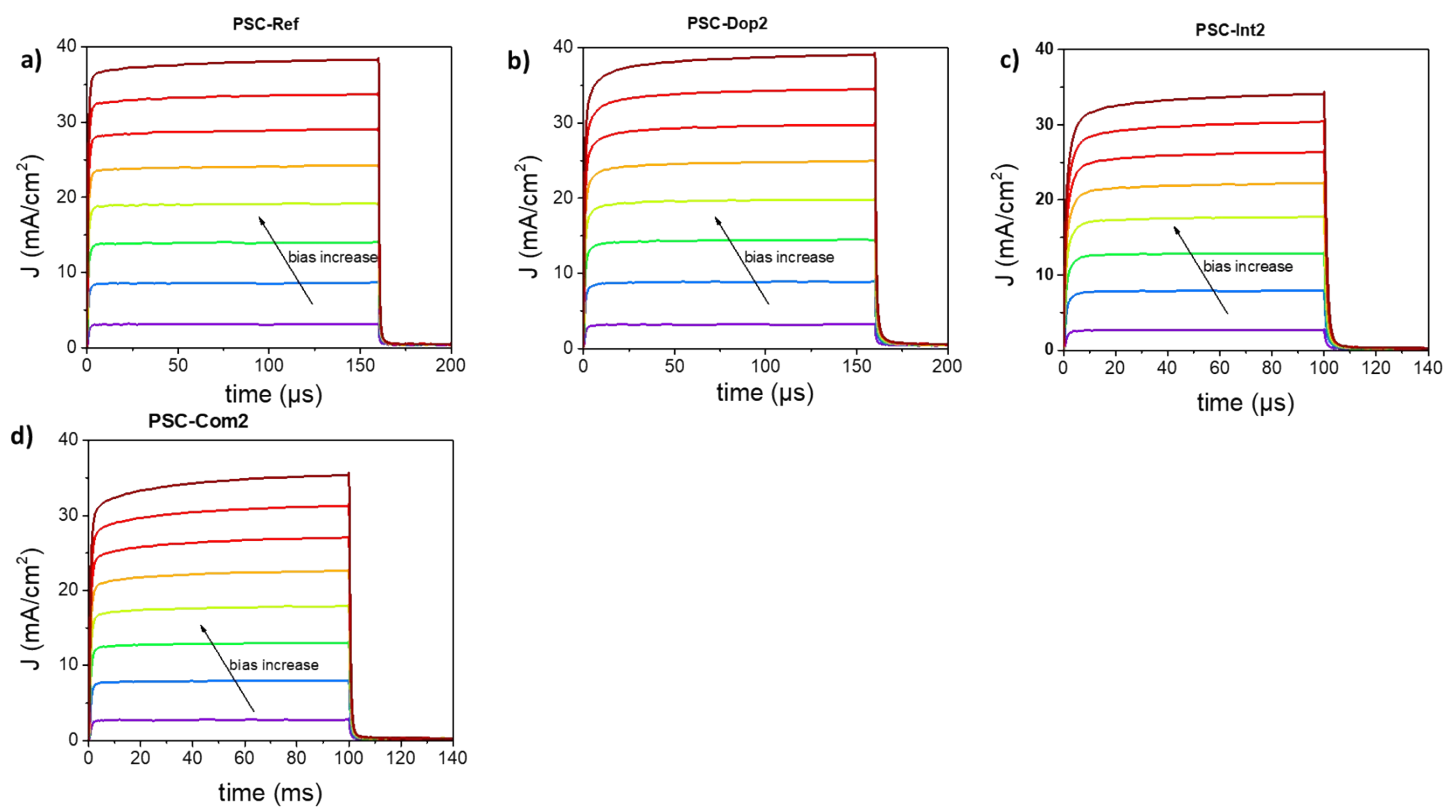 PSC-Ref
a)
40
30
20
10
0
J (mA/cm²)
bias increase
0 50 100 150 200
time (µs)
PSC-Dop2
b)
40
30
20
10
0
J (mA/cm²)
bias increase
0 50 100 150 200
time (µs)
PSC-Int2
c)
40
30
20
10
0
J (mA/cm²)
bias increase
0 20 40 60 80 100 120 140
time (µs)
PSC-Com2
d)
40
30
20
10
0
J (mA/cm²)
bias increase
0 20 40 60 80 100 120 140
time (ms)